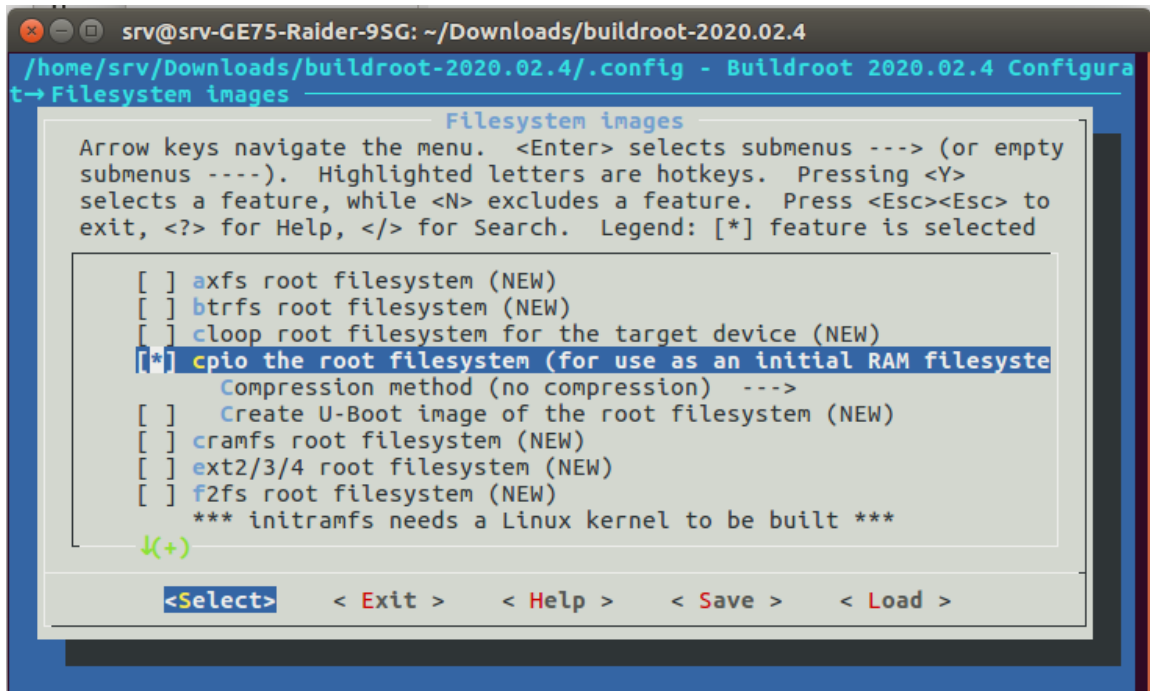 srv@srv-GE75-Raider-9SG: ~/Downloads/buildroot-2020.02.4
/home/srv/Downloads/buildroot-2020.02.4/.config - Buildroot 2020.02.4 Configura
t→ Filesystem images
Filesystem images
Arrow keys navigate the menu.  <Enter> selects submenus ---> (or empty
submenus ----).  Highlighted letters are hotkeys.  Pressing <Y>
selects a feature, while <N> excludes a feature.  Press <Esc><Esc> to
exit, <?> for Help, </> for Search.  Legend: [*] feature is selected
[ ] axfs root filesystem (NEW)
[ ] btrfs root filesystem (NEW)
[ ] cloop root filesystem for the target device (NEW)
[*] cpio the root filesystem (for use as an initial RAM filesyste
Compression method (no compression)  --->
[ ]   Create U-Boot image of the root filesystem (NEW)
[ ] cramfs root filesystem (NEW)
[ ] ext2/3/4 root filesystem (NEW)
[ ] f2fs root filesystem (NEW)
*** initramfs needs a Linux kernel to be built ***
↓(+)
<Select>    < Exit >    < Help >    < Save >    < Load >